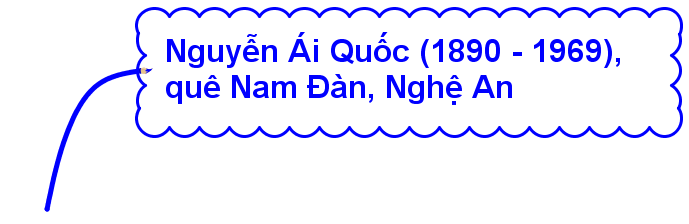 Nguyễn Ái Quốc (1890 - 1969),
quê Nam Đàn, Nghệ An